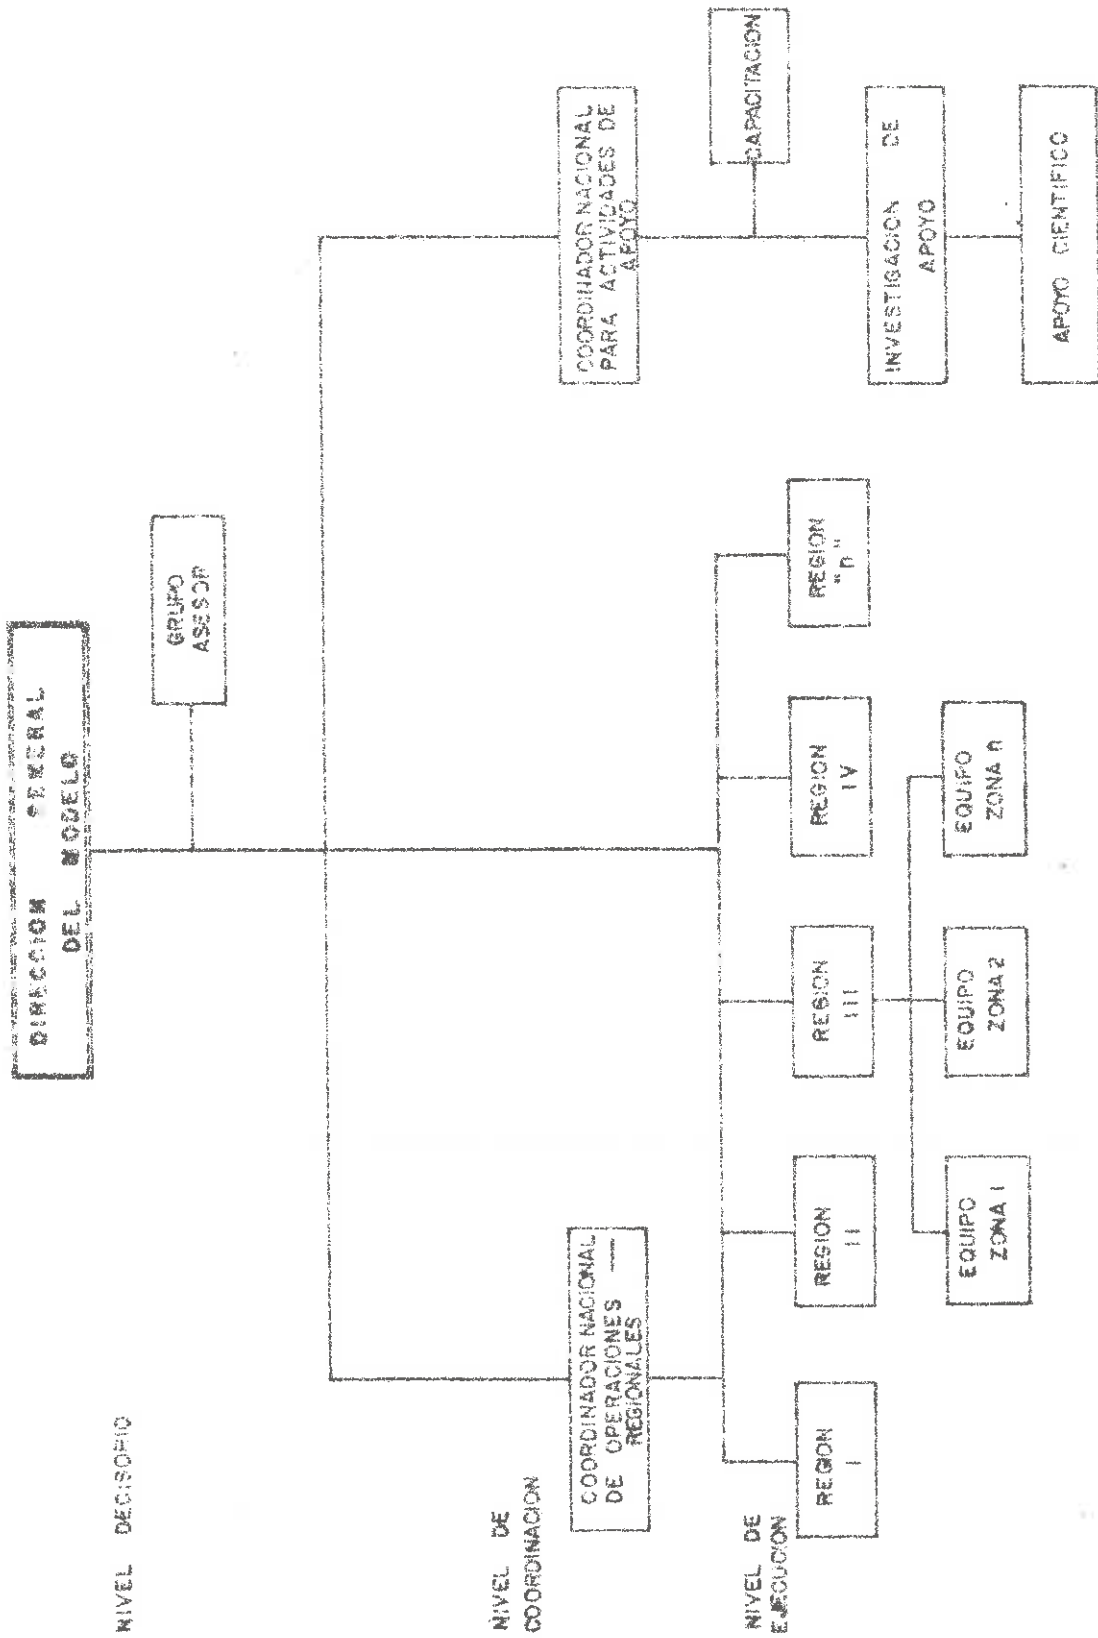 NIVEL DECISORIO
DIRECCION GENERAL
DEL MODELO
GRUPO
ASESOR
NIVEL DE
COORDINACION
COORDINADOR NACIONAL
DE OPERACIONES
REGIONALES
COORDINADOR NACIONAL
PARA ACTIVIDADES DE
APOYO
NIVEL DE
EJECUCION
CAPACITACION
REGION
I
REGION
II
REGION
III
REGION
IV
REGION
"n"
INVESTIGACION DE
APOYO
EQUIPO
ZONA 1
EQUIPO
ZONA 2
EQUIPO
ZONA n
APOYO CIENTIFICO